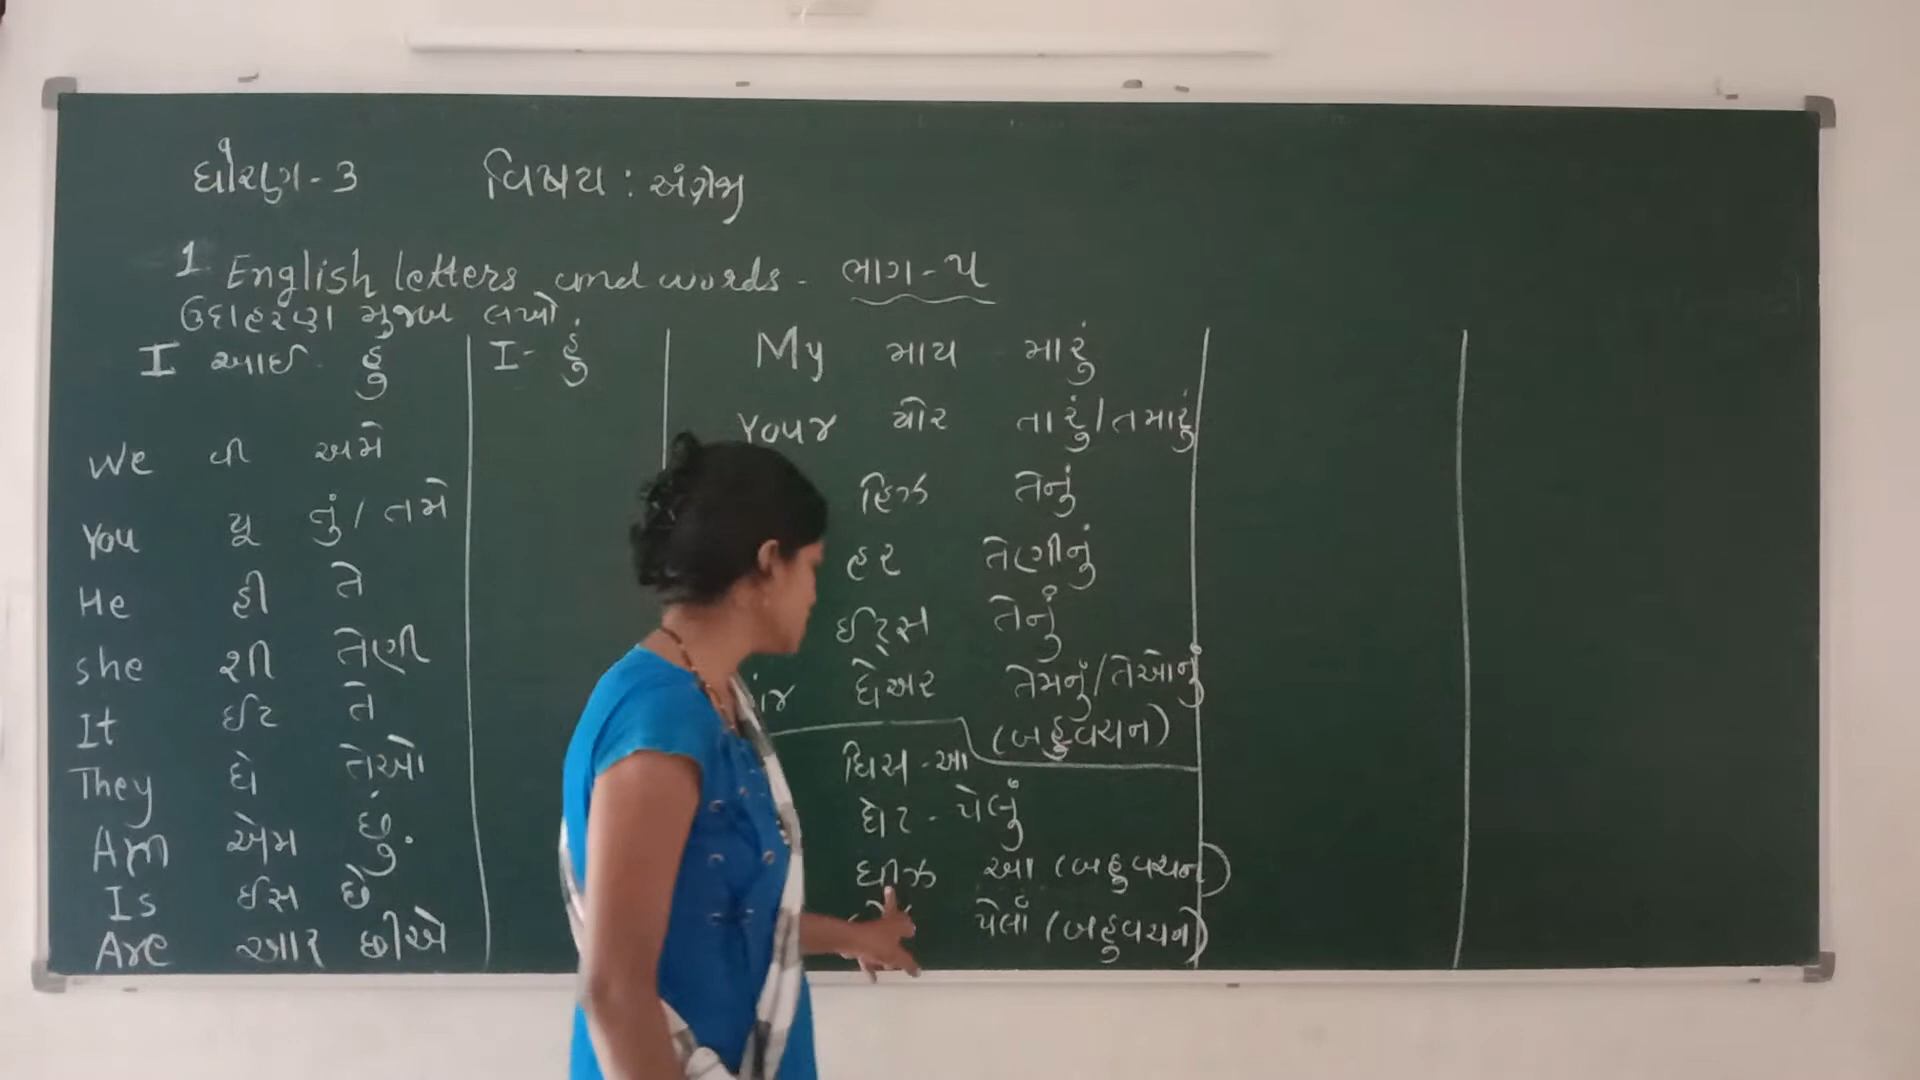 ધોરણ - 3 વિષય : અંગ્રેજી
1 English letters and words - ભાગ - ૫
ઉદાહરણ મુજબ લખો.
I આઈ હું
We વી અમે
You યૂ તું / તમે
He હી તે
She શી તેણી
It ઈટ તે
They ધે તેઓ
Am એમ છું.
Is ઈસ છે
Are આર છીએ
I - હું
My માય મારું
Your યોર તારું / તમારું
હિઝ તેનું
હર તેણીનું
ઈટ્સ તેનું
ધેઅર તેમનું / તેઓનું
(બહુવચન)
ધિસ - આ
ધેટ - પેલું
ધીઝ આ (બહુવચન)
પેલાં (બહુવચન)